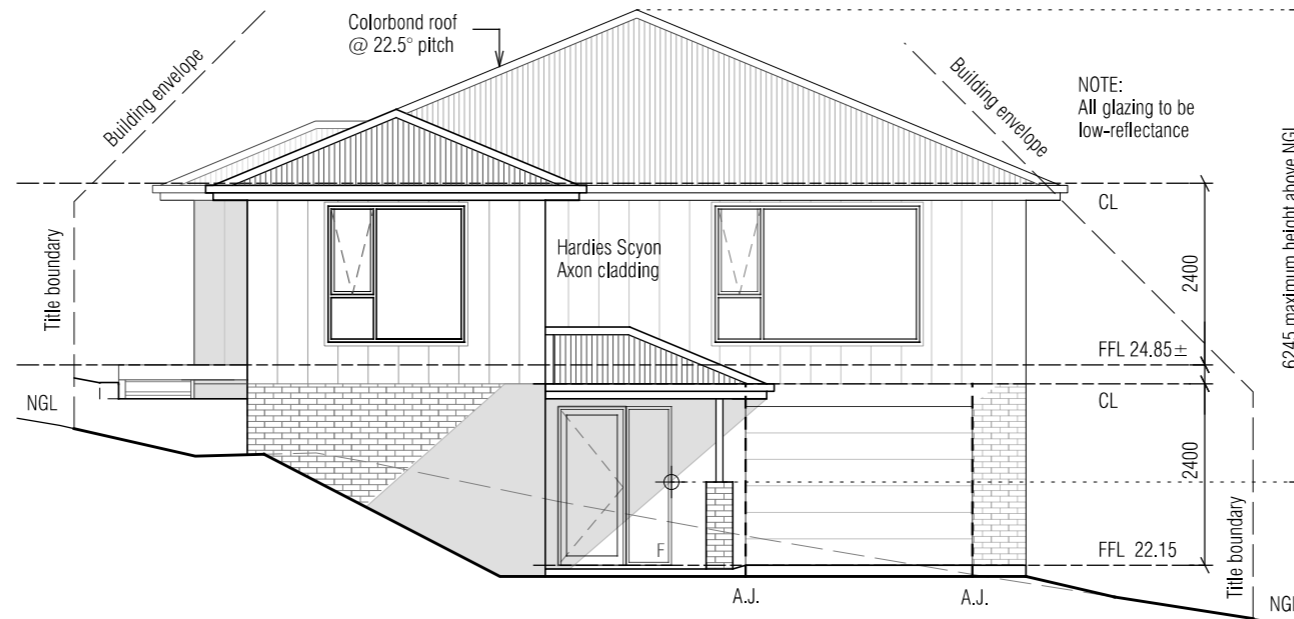 Colorbond roof
@ 22.5° pitch
Building envelope
Building envelope
NOTE:
All glazing to be
low-reflectance
6245 maximum height above NGL
CL
2400
Hardies Scyon
Axon cladding
Title boundary
FFL 24.85±
CL
NGL
2400
F
FFL 22.15
Title boundary
A.J.
A.J.
NGL